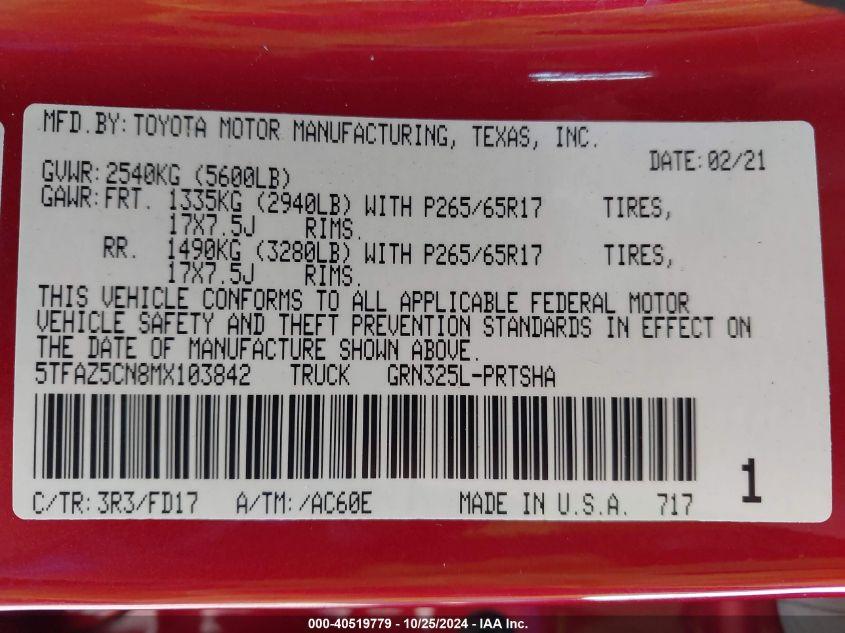 MFD.BY: TOYOTA MOTOR MANUFACTURING, TEXAS, INC.
DATE: 02/21
GVWR: 2540KG (5600LB)
GAWR: FRT. 1335KG (2940LB) WITH P265/65R17 TIRES,
17X7.5J RIMS.
RR. 1490KG (3280LB) WITH P265/65R17 TIRES,
17X7.5J RIMS.
THIS VEHICLE CONFORMS TO ALL APPLICABLE FEDERAL MOTOR
VEHICLE SAFETY AND THEFT PREVENTION STANDARDS IN EFFECT ON
THE DATE OF MANUFACTURE SHOWN ABOVE.
5TFAZ5CN8MX103842 TRUCK GRN325L-PRTSHA
1
C/TR: 3R3/FD17 A/TM: /AC60E MADE IN U.S.A. 717
000-40519779 - 10/25/2024 - IAA, Inc.